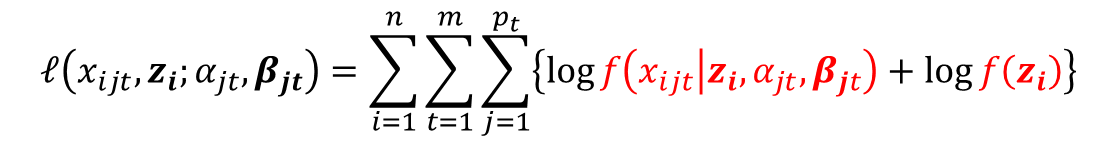 ℓ(x_{ijt}, 𝐳_𝐢; α_{jt}, 𝛃_{𝐣𝐭}) = ∑_{i=1}^{n} ∑_{t=1}^{m} ∑_{j=1}^{p_t} {log f(x_{ijt}|𝐳_𝐢, α_{jt}, 𝛃_{𝐣t}) + log f(𝐳_𝐢)}